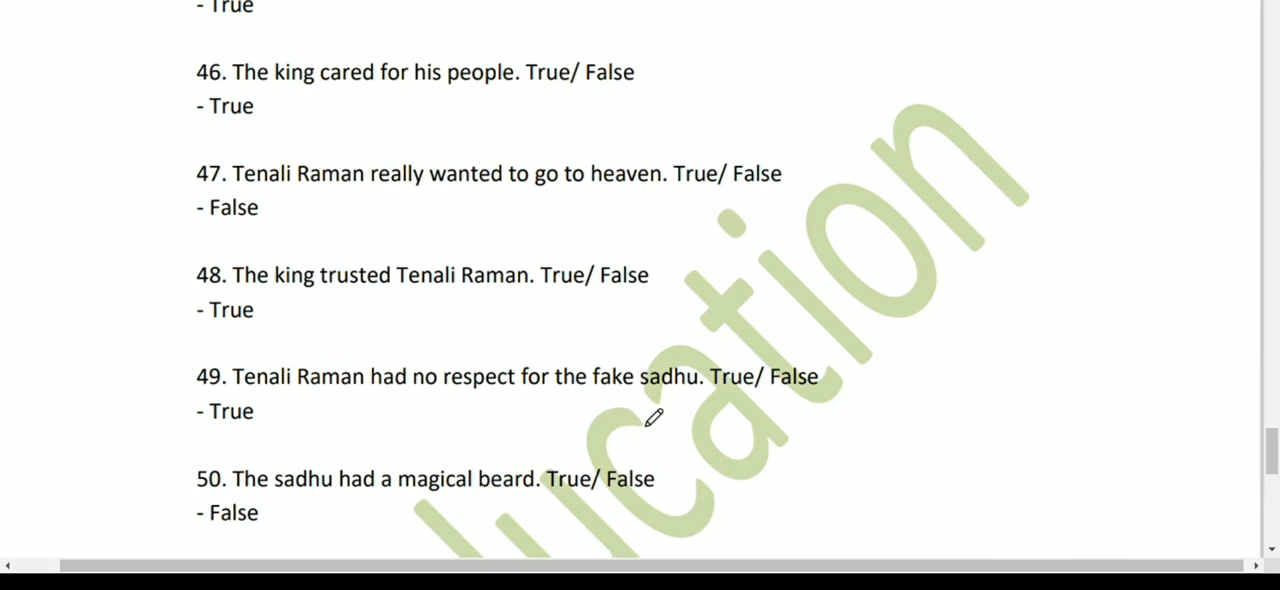 - True
46. The king cared for his people. True/ False
- True
47. Tenali Raman really wanted to go to heaven. True/ False
- False
48. The king trusted Tenali Raman. True/ False
- True
49. Tenali Raman had no respect for the fake sadhu. True/ False
- True
50. The sadhu had a magical beard. True/ False
- False
ucation